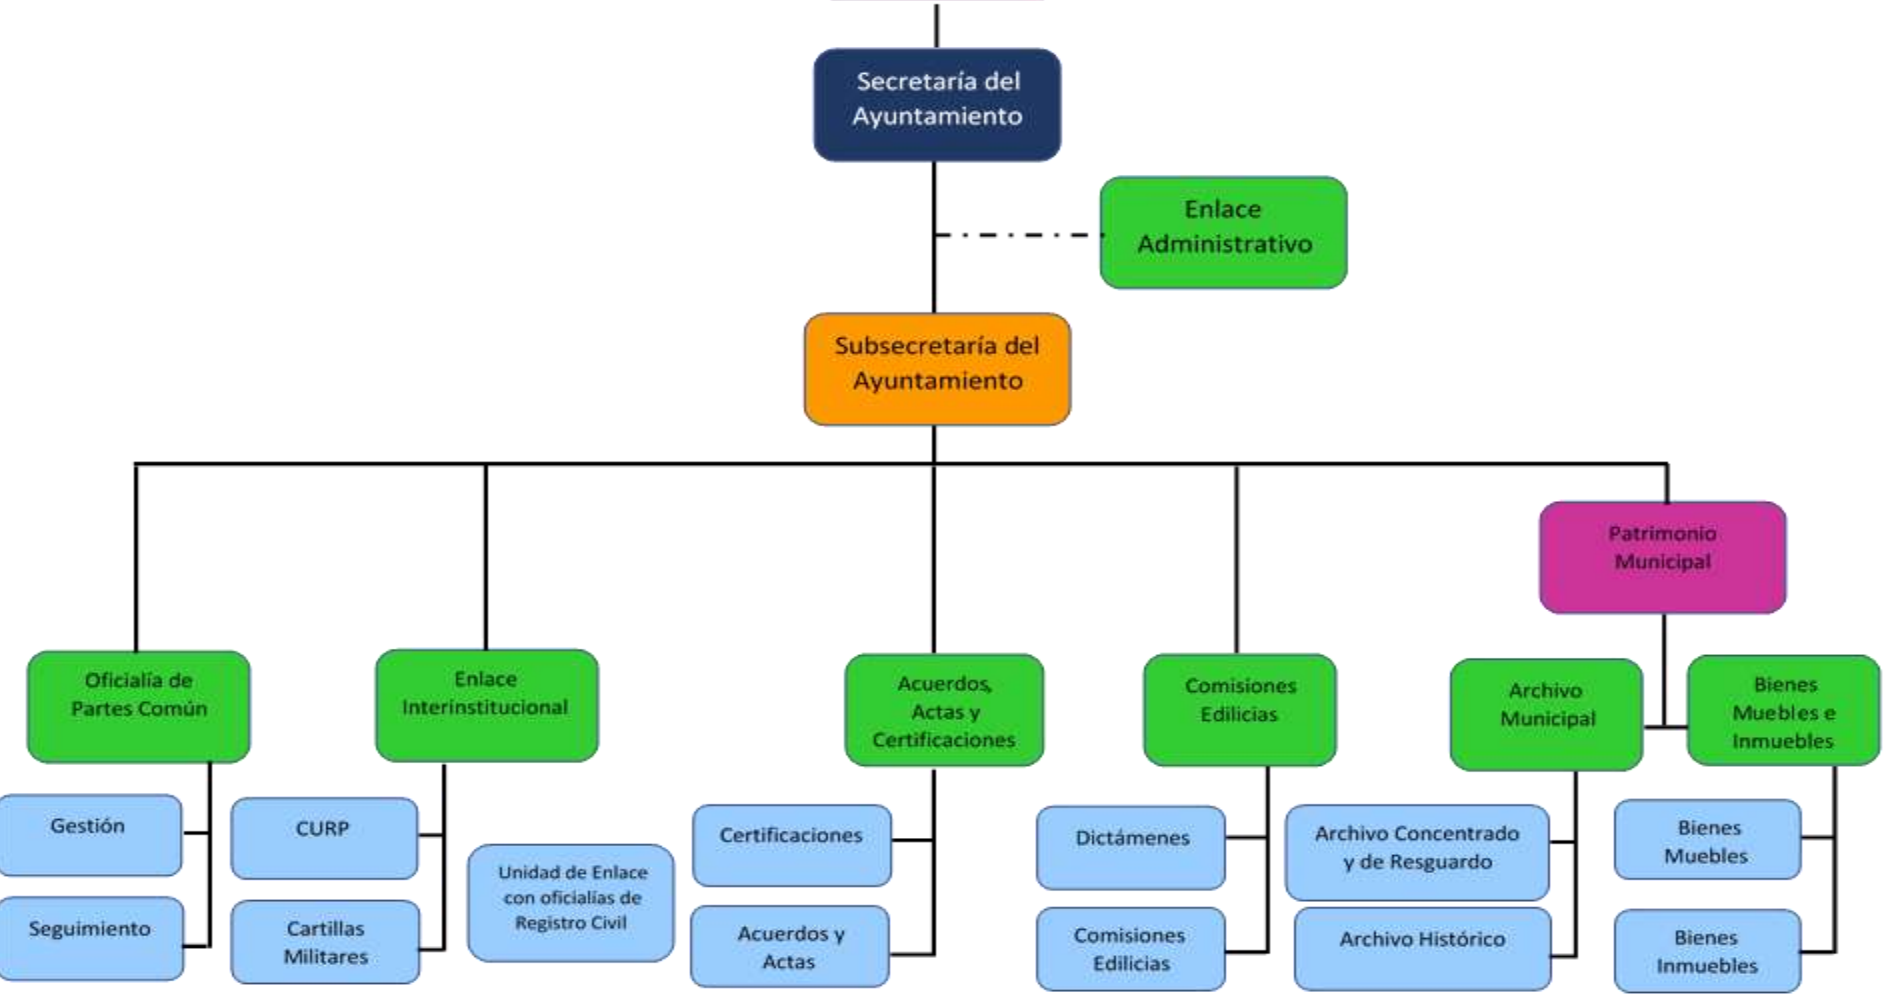 Secretaría del
Ayuntamiento
Enlace
Administrativo
Subsecretaría del
Ayuntamiento
Patrimonio
Municipal
Oficialía de
Partes Común
Enlace
Interinstitucional
Acuerdos,
Actas y
Certificaciones
Comisiones
Edilicias
Archivo
Municipal
Bienes
Muebles e
Inmuebles
Gestión
CURP
Unidad de Enlace
con oficialías de
Registro Civil
Certificaciones
Dictámenes
Archivo Concentrado
y de Resguardo
Bienes
Muebles
Seguimiento
Cartillas
Militares
Acuerdos y
Actas
Comisiones
Edilicias
Archivo Histórico
Bienes
Inmuebles